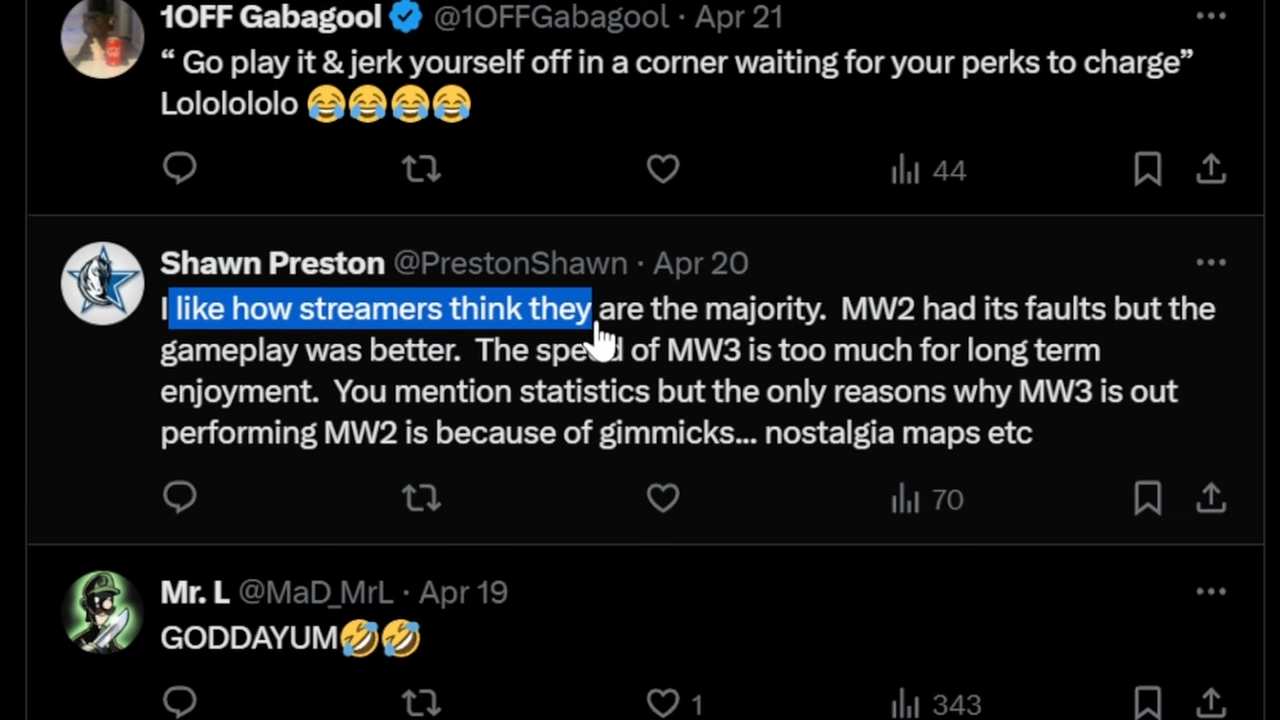 1OFF Gabagool @1OFFGabagool · Apr 21
“ Go play it & jerk yourself off in a corner waiting for your perks to charge”
Lolololo 😂😂😂😂
44
Shawn Preston @PrestonShawn · Apr 20
I like how streamers think they are the majority.  MW2 had its faults but the
gameplay was better.  The speed of MW3 is too much for long term
enjoyment.  You mention statistics but the only reasons why MW3 is out
performing MW2 is because of gimmicks... nostalgia maps etc
70
Mr. L @MaD_MrL · Apr 19
GODDAYUM🤣🤣
1 343